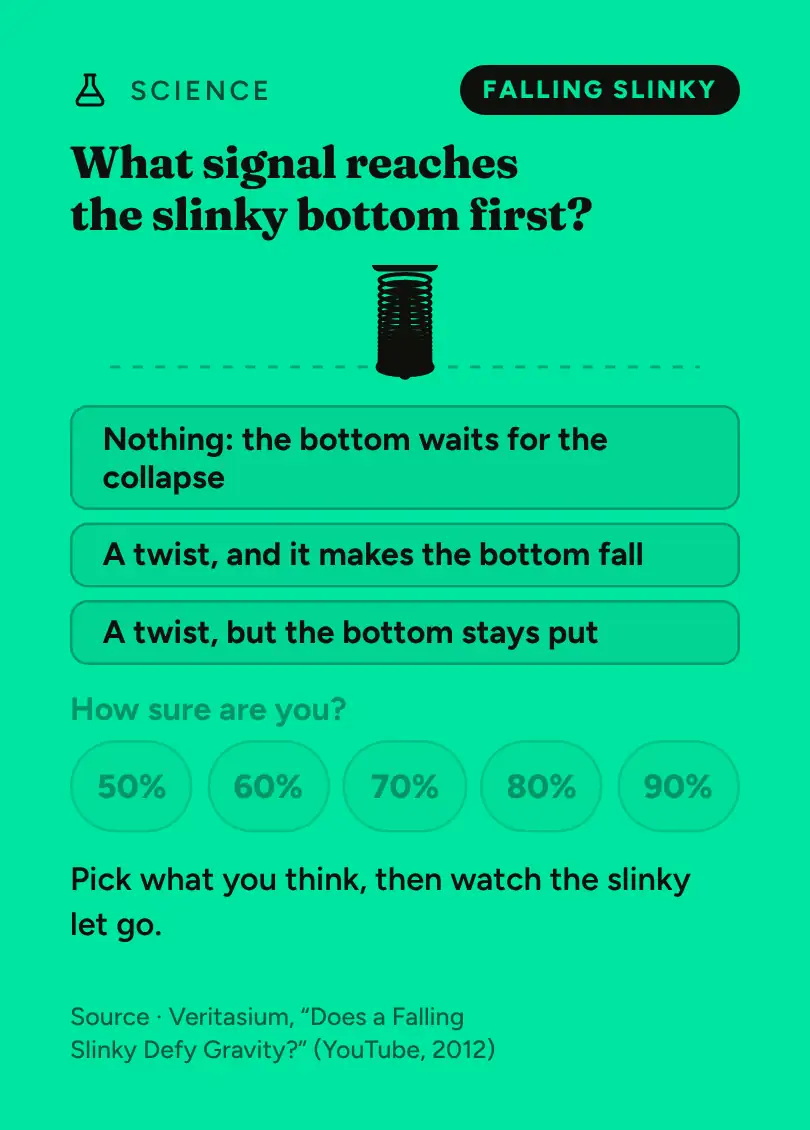 SCIENCE
FALLING SLINKY
What signal reaches
the slinky bottom first?
Nothing: the bottom waits for the
collapse
A twist, and it makes the bottom fall
A twist, but the bottom stays put
How sure are you?
50%
60%
70%
80%
90%
Pick what you think, then watch the slinky
let go.
Source · Veritasium, “Does a Falling
Slinky Defy Gravity?” (YouTube, 2012)